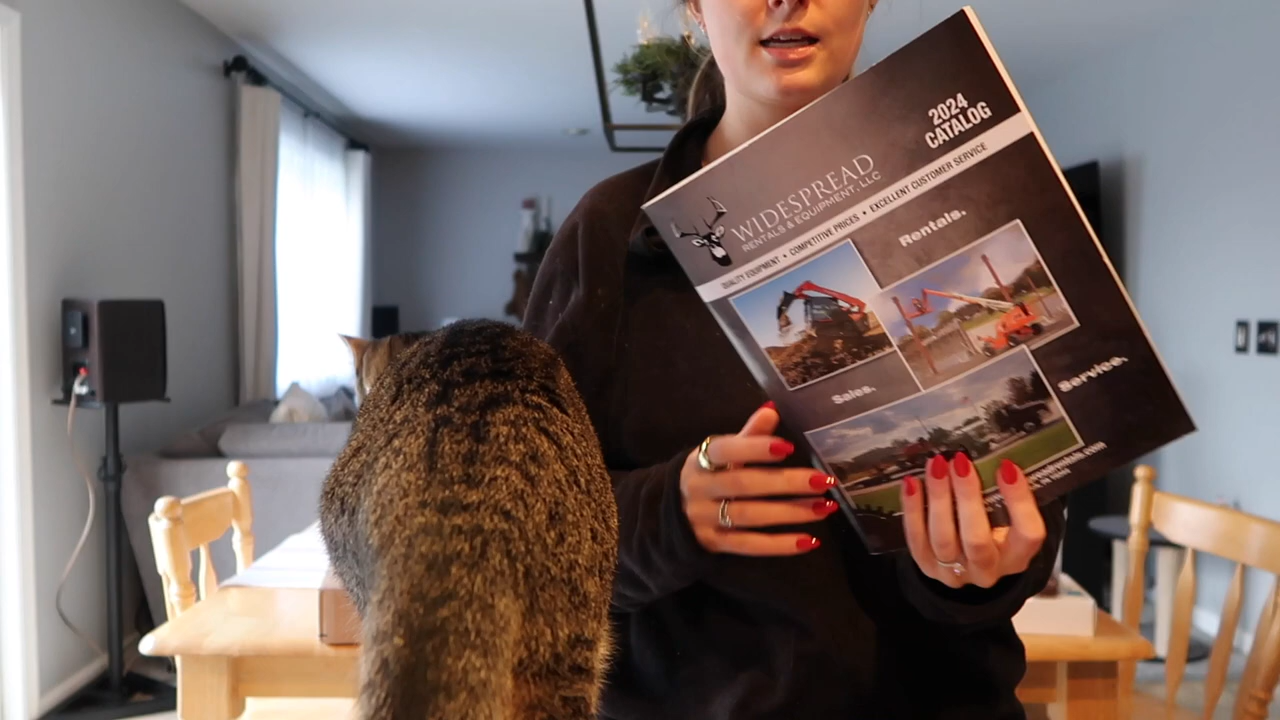 2024
CATALOG
WIDESPREAD
RENTALS & EQUIPMENT, LLC
QUALITY EQUIPMENT • COMPETITIVE PRICES • EXCELLENT CUSTOMER SERVICE
Rentals.
Sales.
Service.